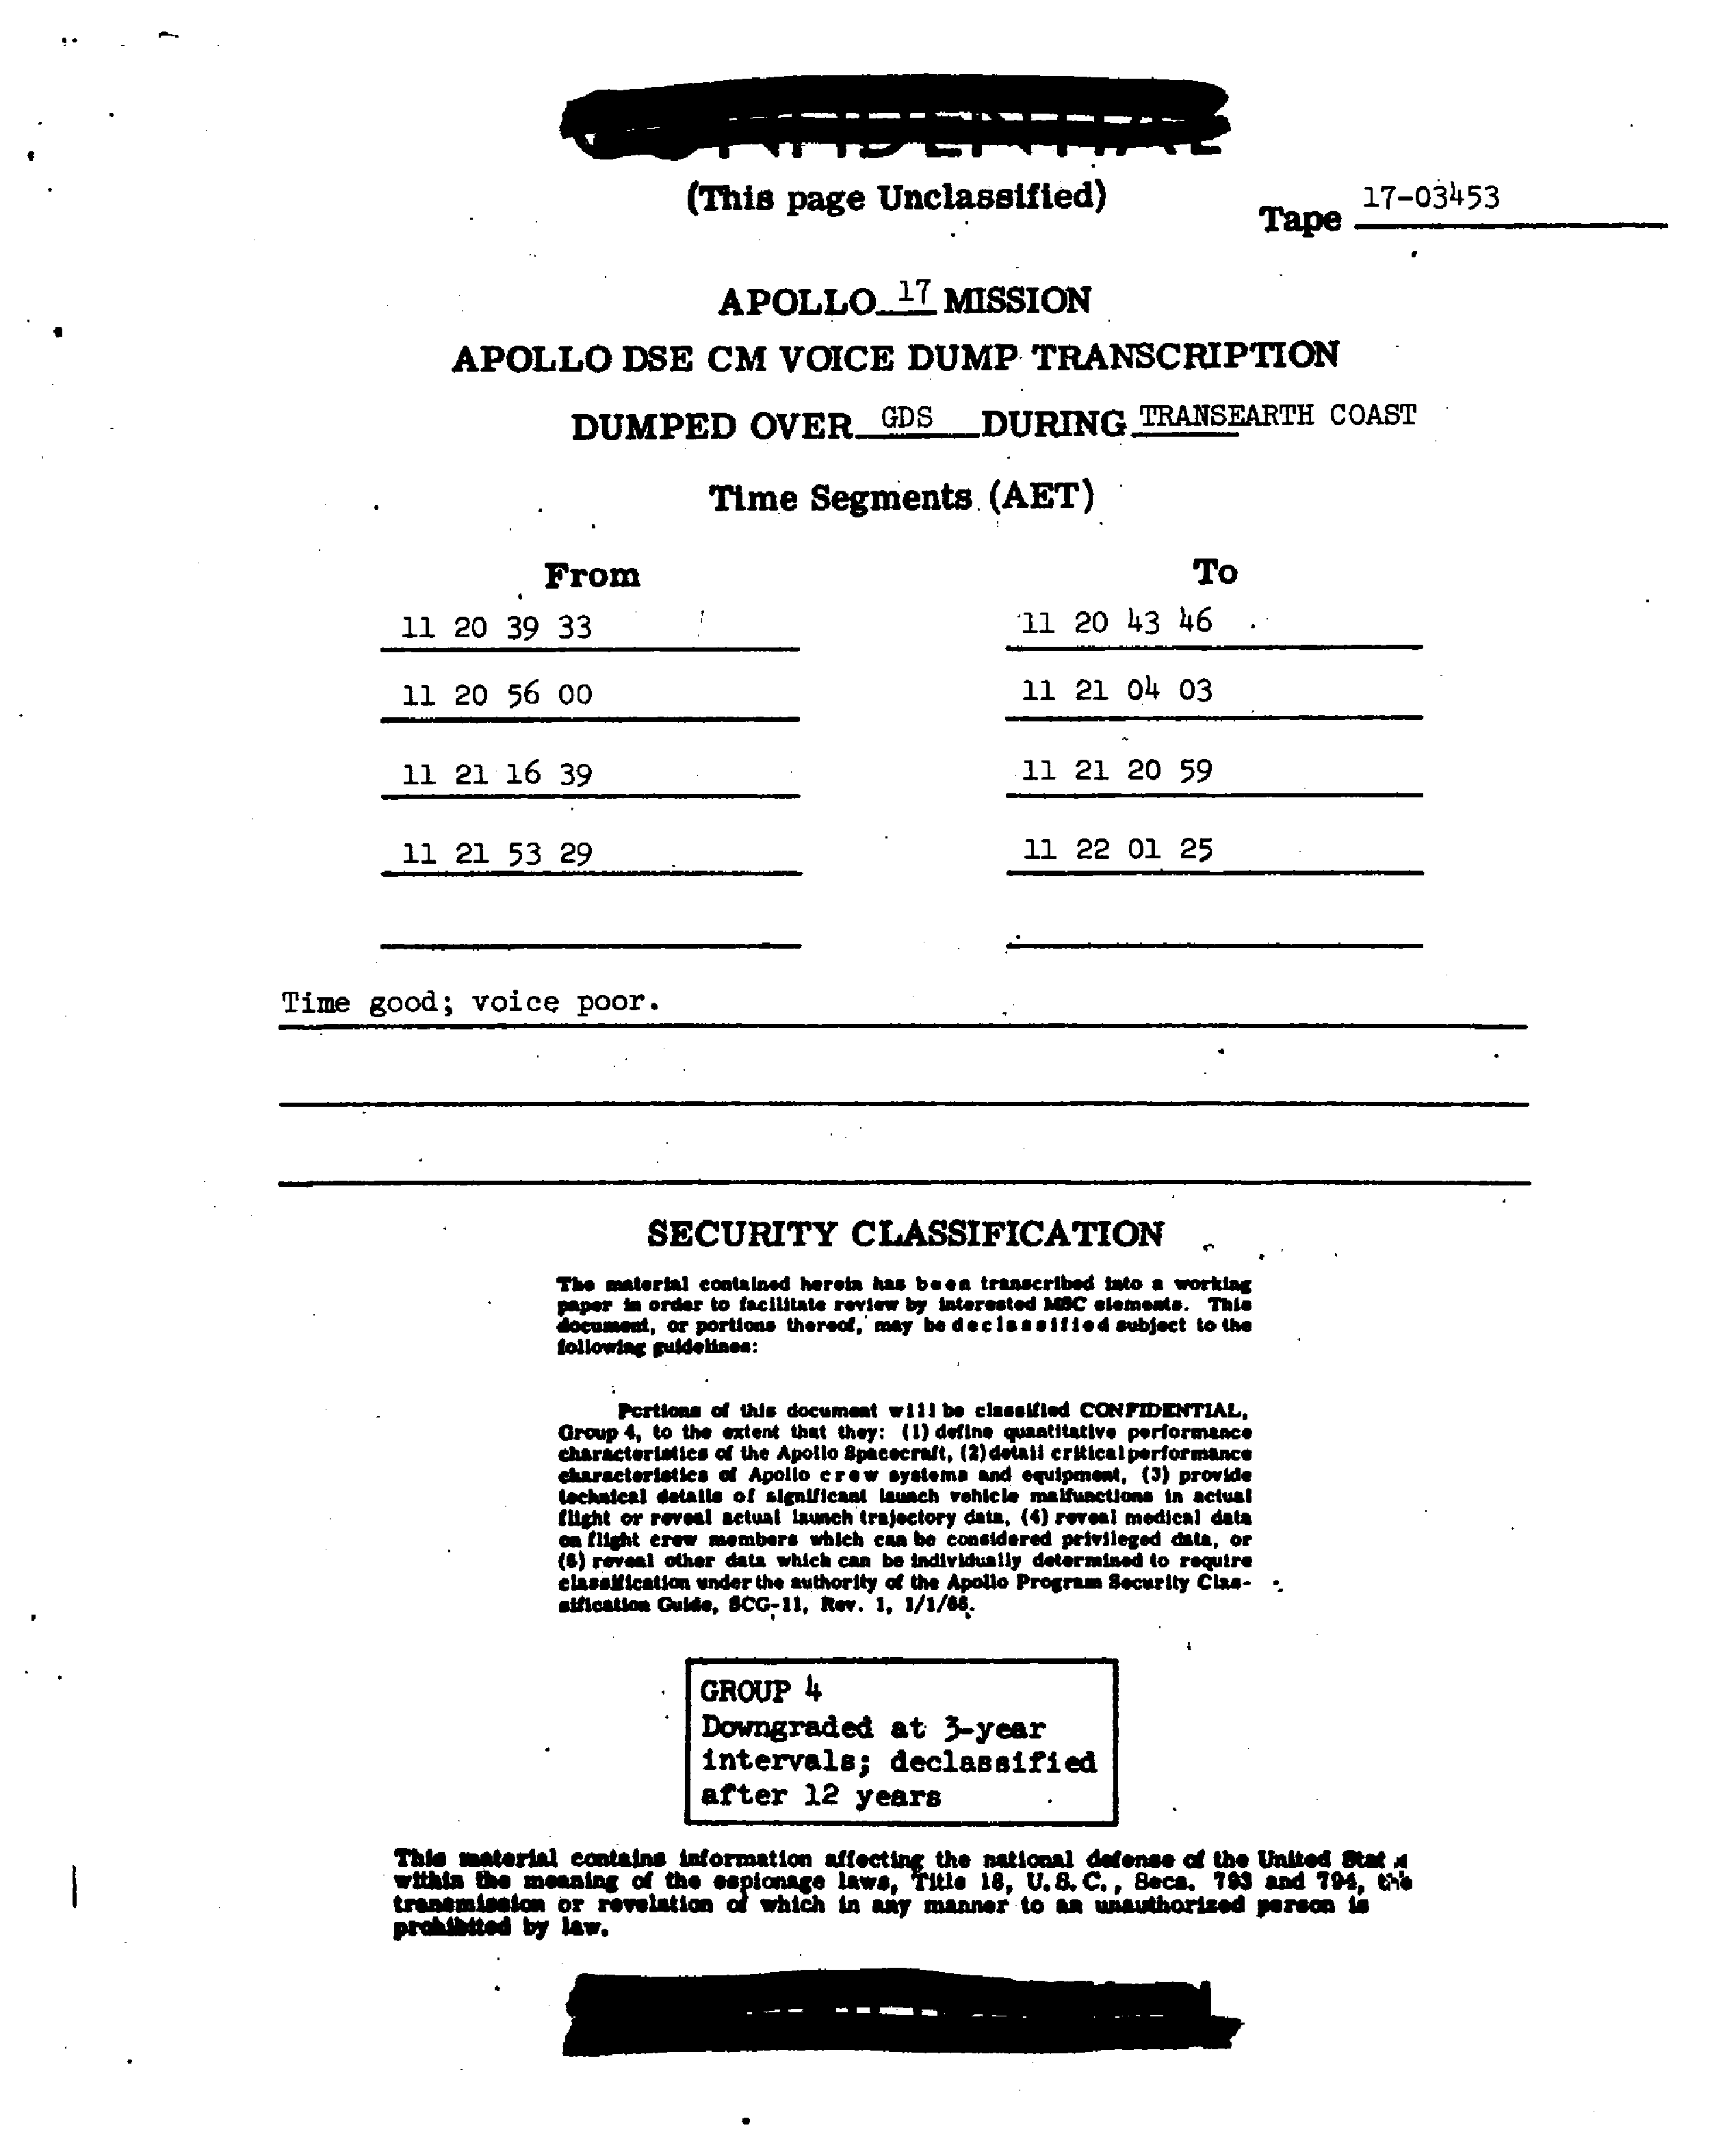 (This page Unclassified)
Tape 17-03453
APOLLO 17 MISSION
APOLLO DSE CM VOICE DUMP TRANSCRIPTION
DUMPED OVER GDS DURING TRANSEARTH COAST
Time Segments (AET)
From To
11 20 39 33 11 20 43 46
11 20 56 00 11 21 04 03
11 21 16 39 11 21 20 59
11 21 53 29 11 22 01 25
Time good; voice poor.
SECURITY CLASSIFICATION
The material contained herein has been transcribed into a working
paper in order to facilitate review by interested MSC elements. This
document, or portions thereof, may be declassified subject to the
following guidelines:
Portions of this document will be classified CONFIDENTIAL,
Group 4, to the extent that they: (1) define quantitative performance
characteristics of the Apollo Spacecraft, (2) detail critical performance
characteristics of Apollo crew systems and equipment, (3) provide
technical details of significant launch vehicle malfunctions in actual
flight or reveal actual launch trajectory data, (4) reveal medical data
on flight crew members which can be considered privileged data, or
(5) reveal other data which can be individually determined to require
classification under the authority of the Apollo Program Security Clas-
sification Guide, SCG-11, Rev. 1, 1/1/66.
GROUP 4
Downgraded at 3-year
intervals; declassified
after 12 years
This material contains information affecting the national defense of the United
within the meaning of the espionage laws, Title 18, U.S.C., Secs. 793 and 794, the
transmission or revelation of which in any manner to an unauthorized person is
prohibited by law.